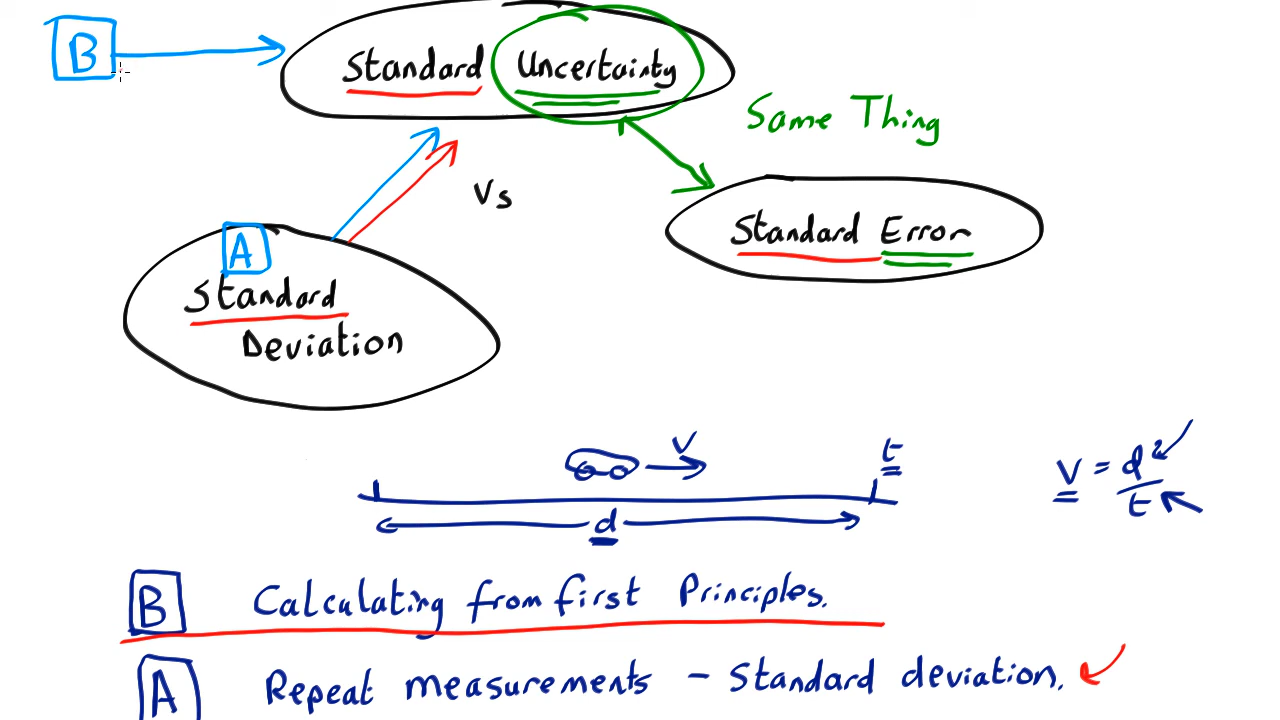 B
Standard Uncertainty
Same Thing
Vs
Standard Error
A
Standard
Deviation
V
t
d
V = d
t
B Calculating from first Principles.
A Repeat measurements - Standard deviation.